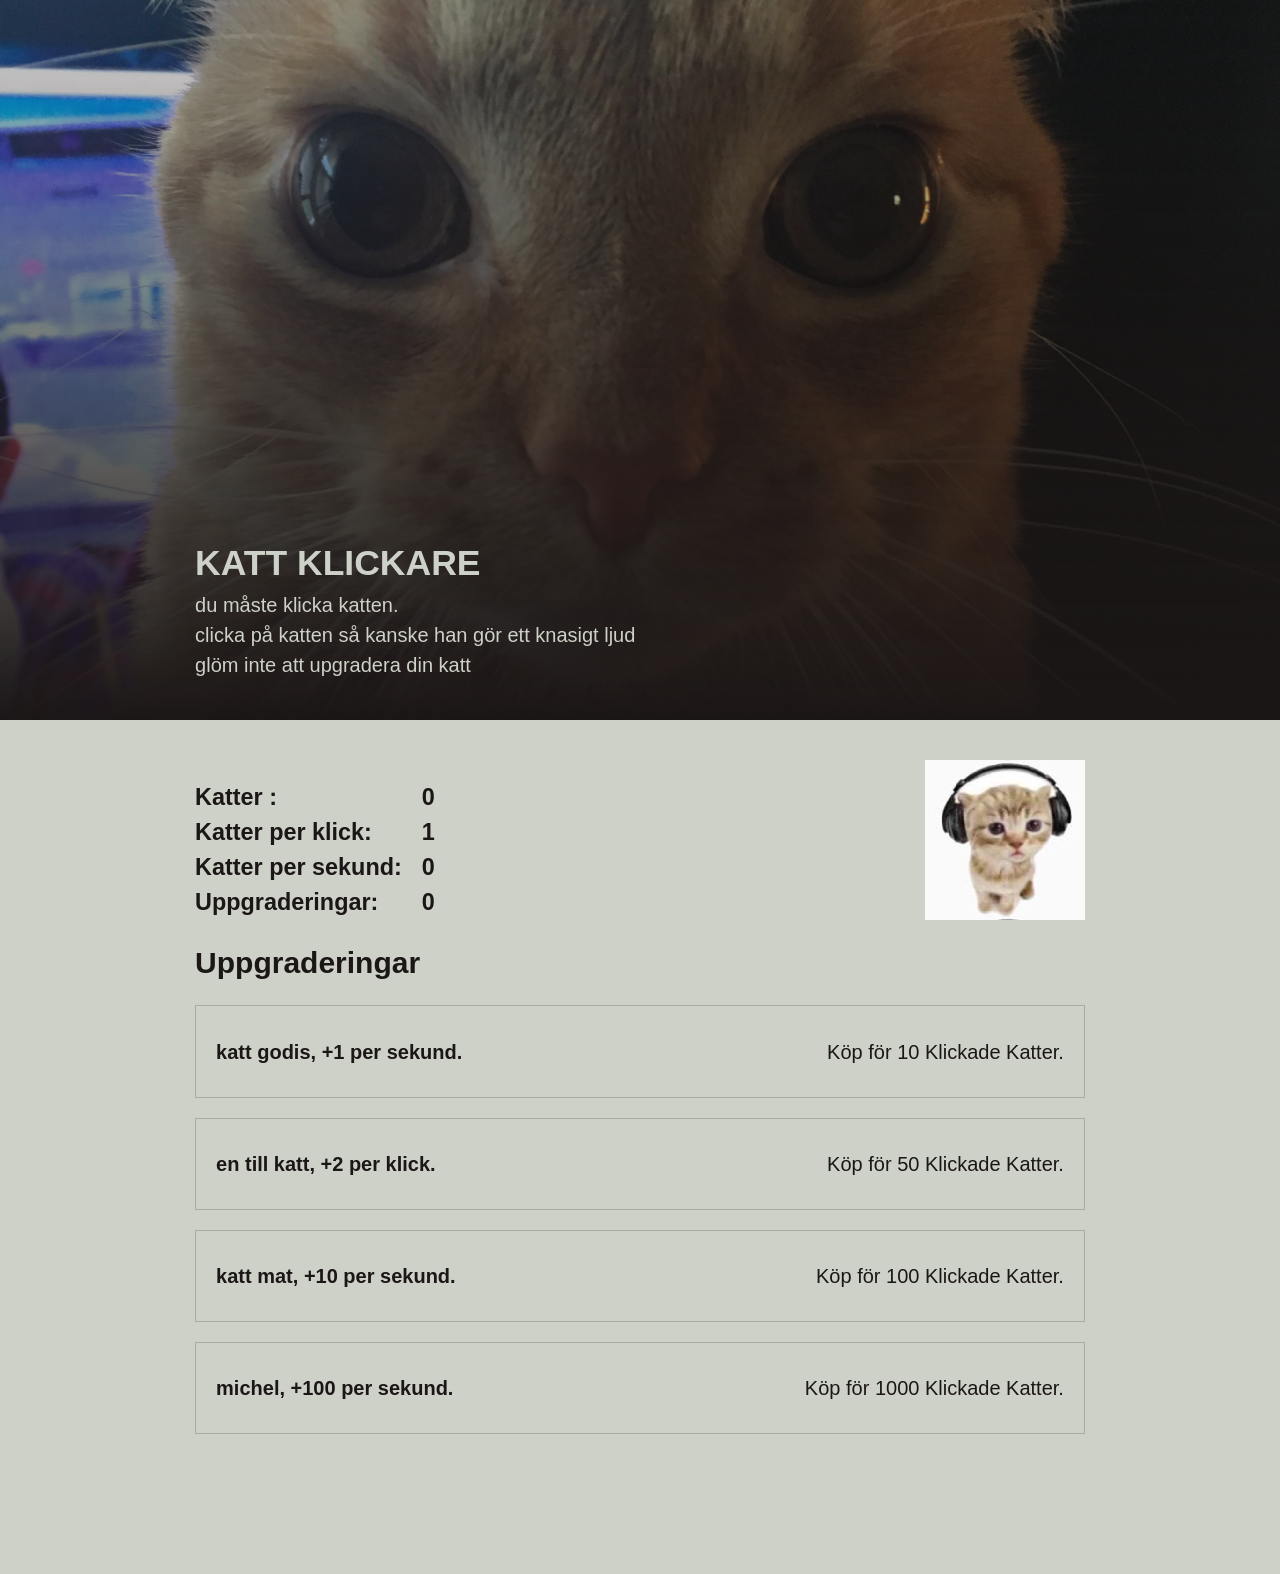 KATT KLICKARE
du måste klicka katten.
clicka på katten så kanske han gör ett knasigt ljud
glöm inte att upgradera din katt
Katter : 0
Katter per klick: 1
Katter per sekund: 0
Uppgraderingar: 0
Uppgraderingar
katt godis, +1 per sekund. Köp för 10 Klickade Katter.
en till katt, +2 per klick. Köp för 50 Klickade Katter.
katt mat, +10 per sekund. Köp för 100 Klickade Katter.
michel, +100 per sekund. Köp för 1000 Klickade Katter.